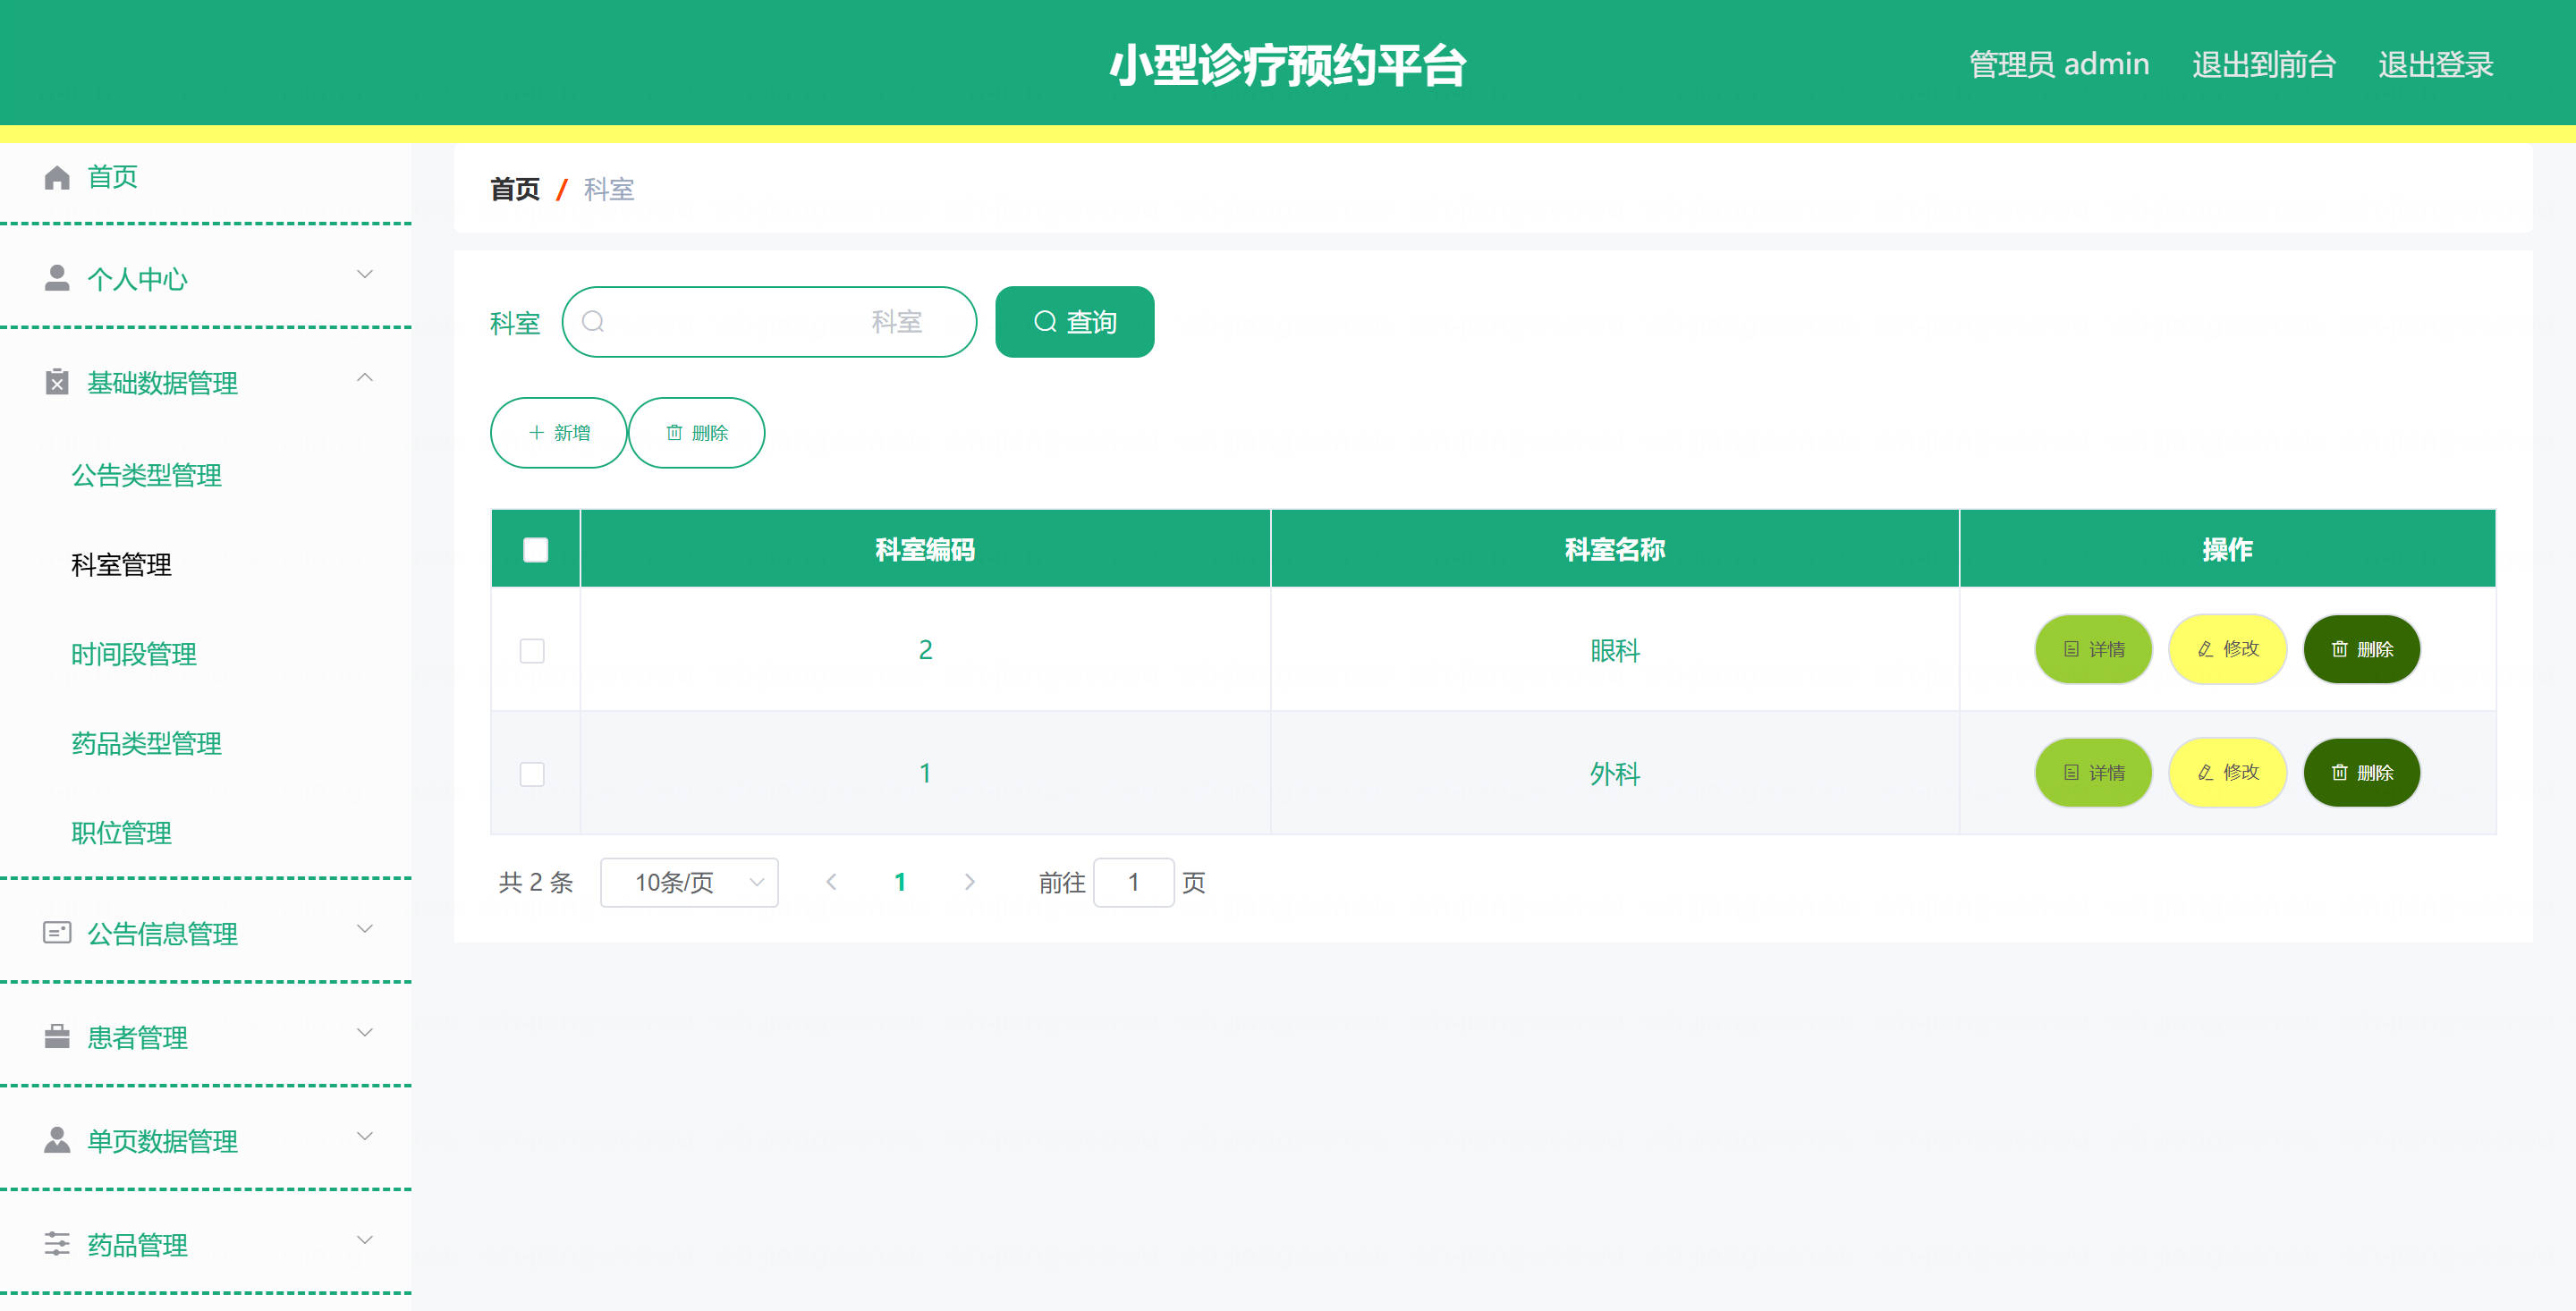 小型诊疗预约平台
管理员 admin 退出到前台 退出登录
首页
个人中心
基础数据管理
公告类型管理
科室管理
时间段管理
药品类型管理
职位管理
公告信息管理
患者管理
单页数据管理
药品管理
首页 / 科室
科室 科室 查询
新增 删除
科室编码 科室名称 操作
2 眼科 详情 修改 删除
1 外科 详情 修改 删除
共 2 条 10条/页 1 前往 1 页